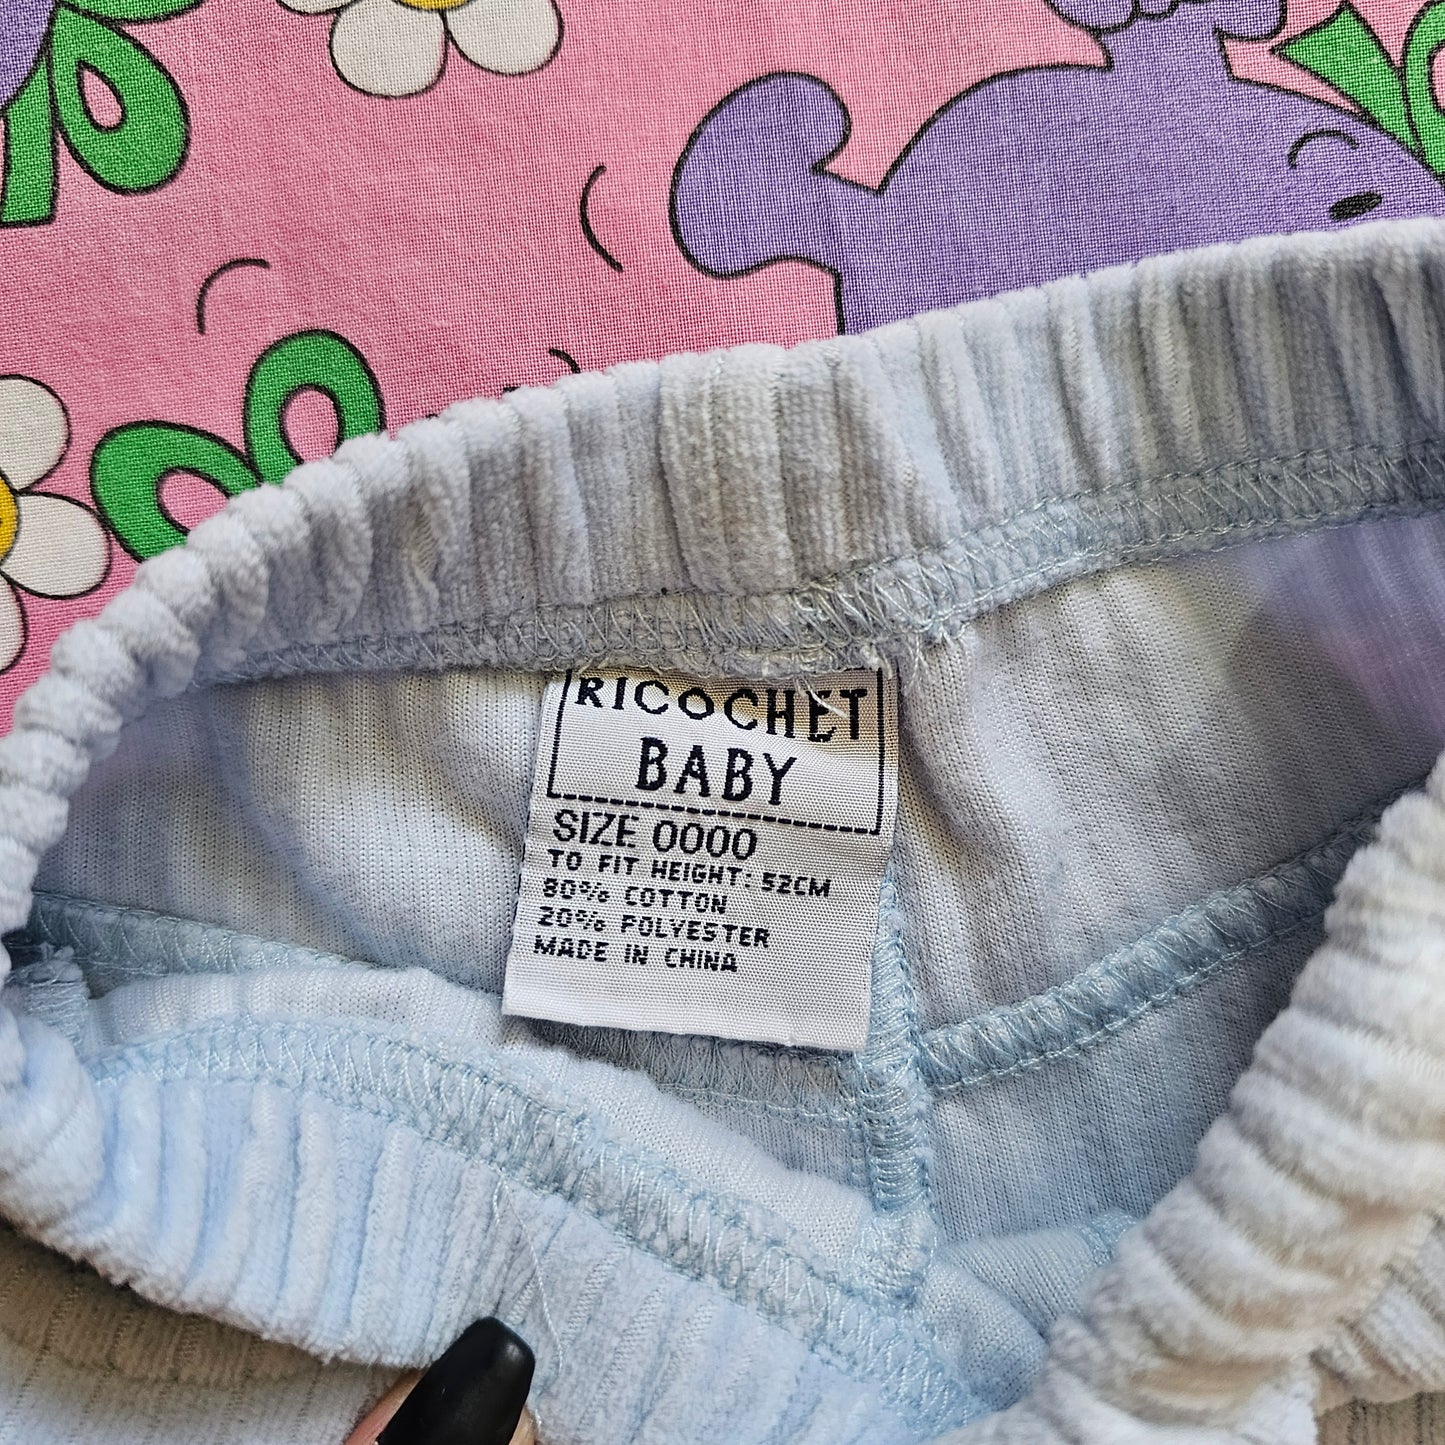 RICOCHET
BABY
SIZE 0000
TO FIT HEIGHT: 52CM
80% COTTON
20% POLYESTER
MADE IN CHINA